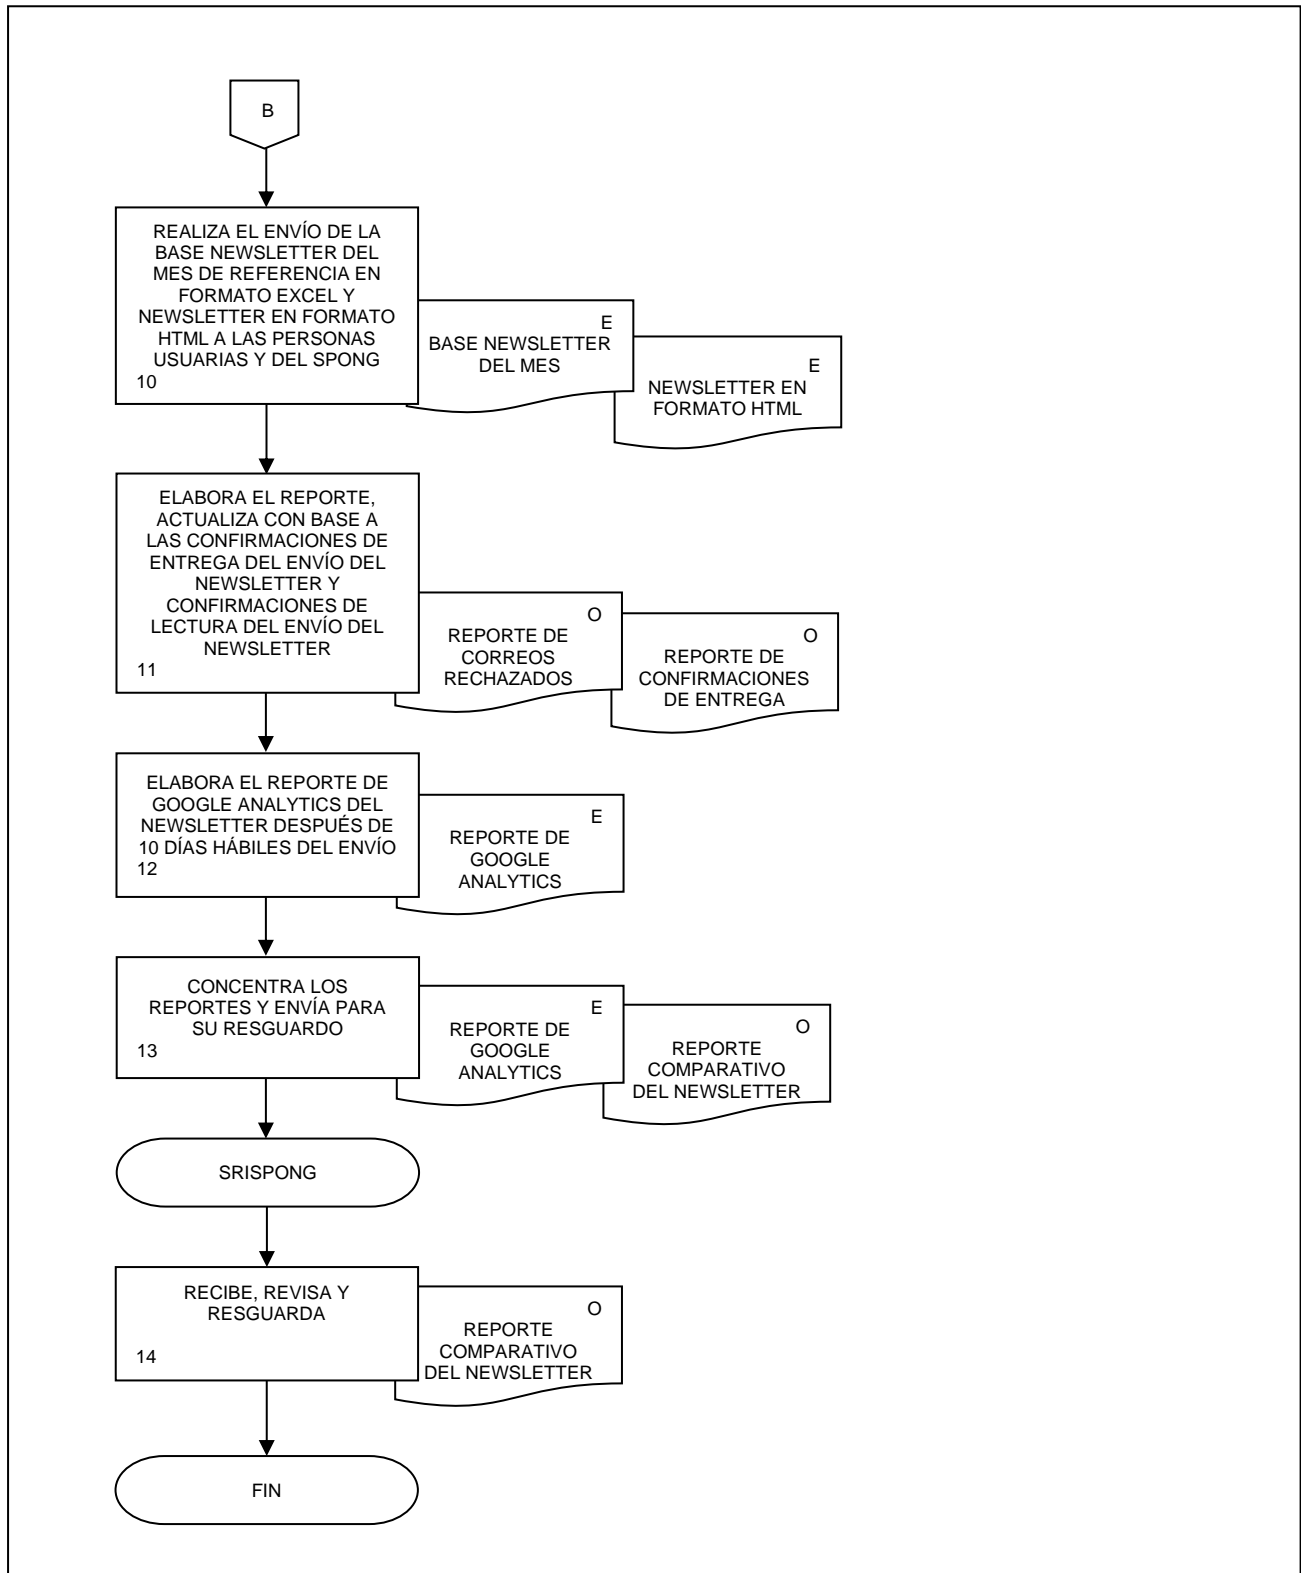 B
REALIZA EL ENVÍO DE LA
BASE NEWSLETTER DEL
MES DE REFERENCIA EN
FORMATO EXCEL Y
NEWSLETTER EN FORMATO
HTML A LAS PERSONAS
USUARIAS Y DEL SPONG
10
E
BASE NEWSLETTER
DEL MES
E
NEWSLETTER EN
FORMATO HTML
ELABORA EL REPORTE,
ACTUALIZA CON BASE A
LAS CONFIRMACIONES DE
ENTREGA DEL ENVÍO DEL
NEWSLETTER Y
CONFIRMACIONES DE
LECTURA DEL ENVÍO DEL
NEWSLETTER
11
O
REPORTE DE
CORREOS
RECHAZADOS
O
REPORTE DE
CONFIRMACIONES
DE ENTREGA
ELABORA EL REPORTE DE
GOOGLE ANALYTICS DEL
NEWSLETTER DESPUÉS DE
10 DÍAS HÁBILES DEL ENVÍO
12
E
REPORTE DE
GOOGLE
ANALYTICS
CONCENTRA LOS
REPORTES Y ENVÍA PARA
SU RESGUARDO
13
E
REPORTE DE
GOOGLE
ANALYTICS
O
REPORTE
COMPARATIVO
DEL NEWSLETTER
SRISPONG
RECIBE, REVISA Y
RESGUARDA
14
O
REPORTE
COMPARATIVO
DEL NEWSLETTER
FIN